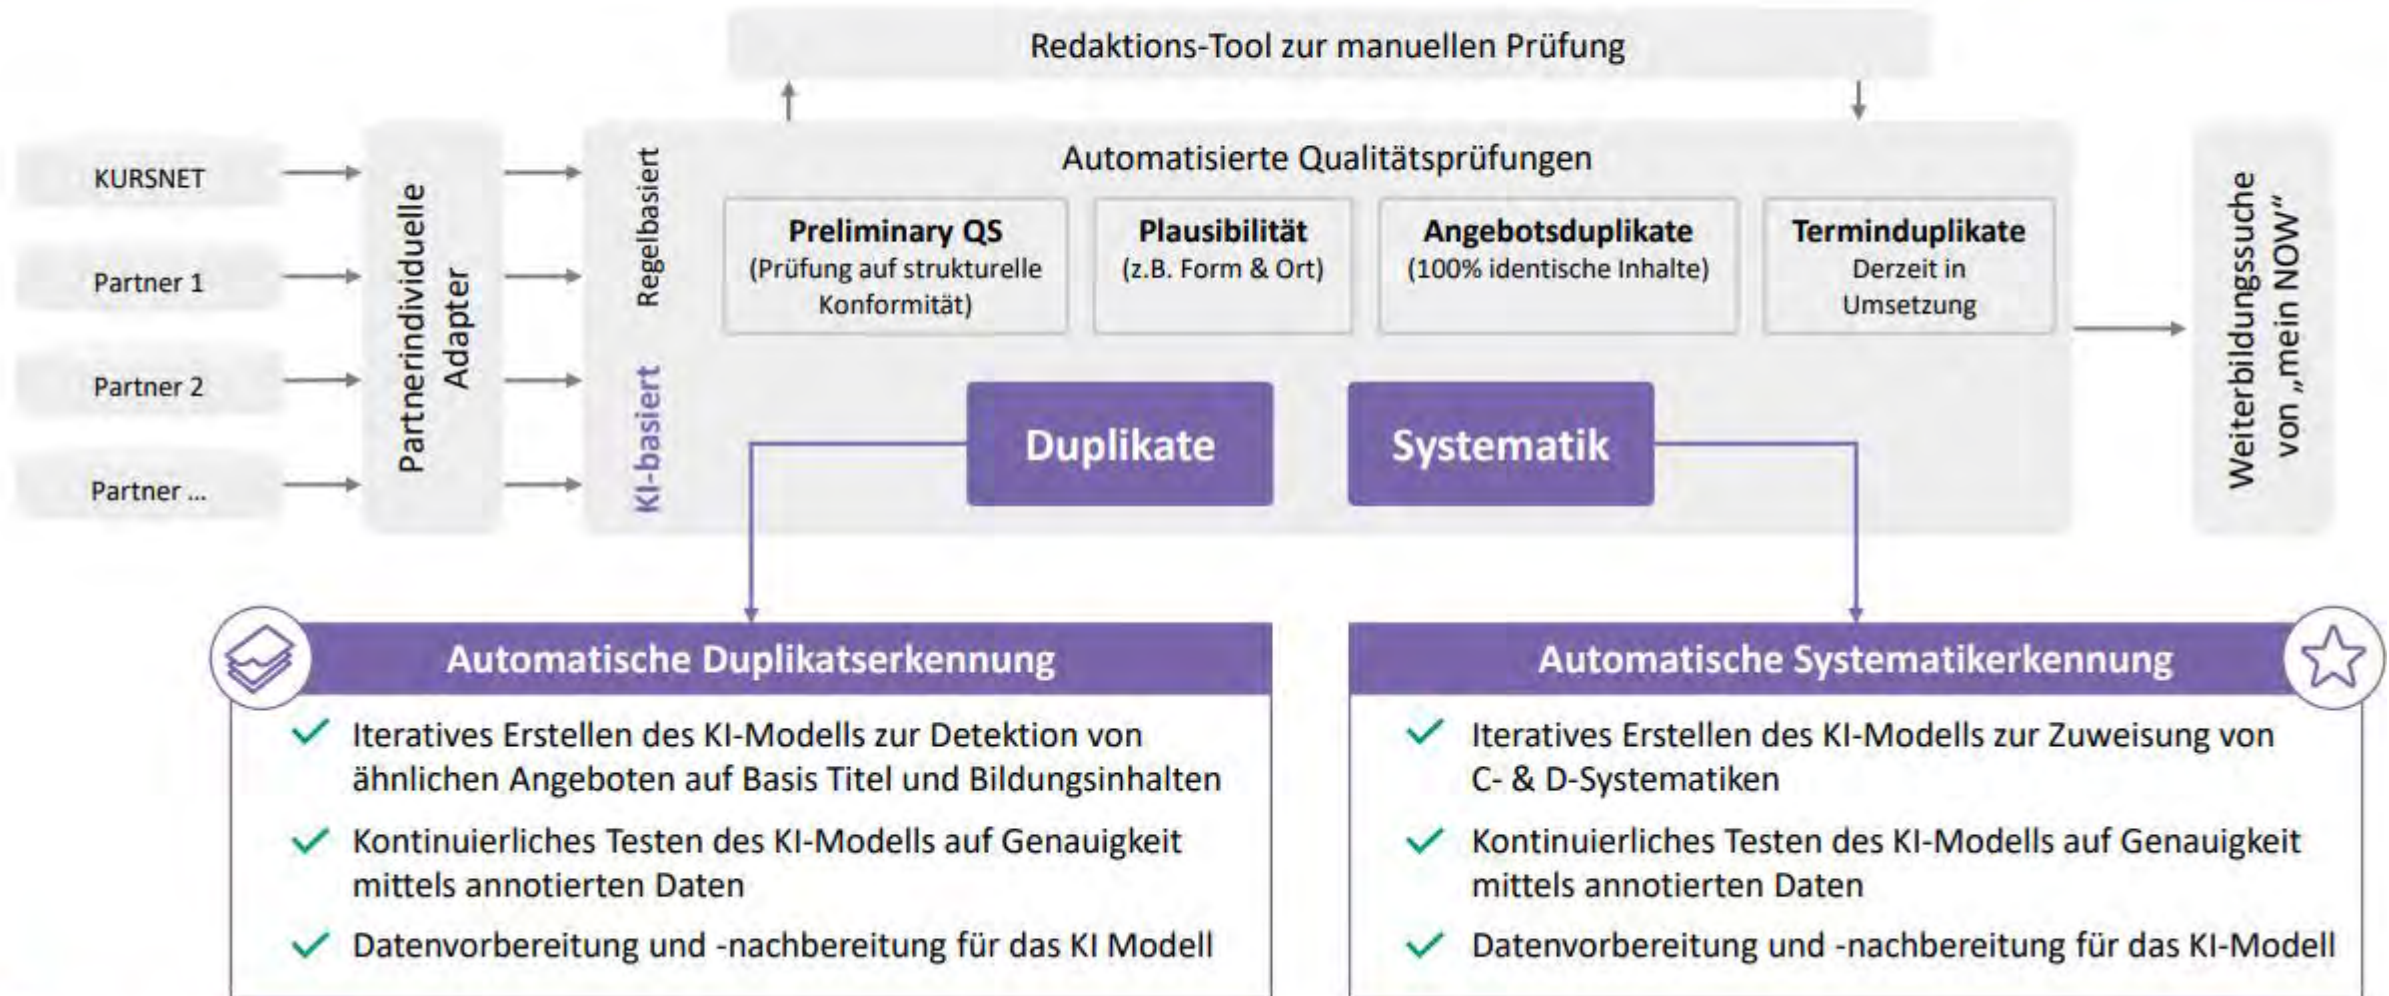 Redaktions-Tool zur manuellen Prüfung
KURSNET
Partner 1
Partner 2
Partner ...
Partnerindividuelle
Adapter
Regelbasiert
KI-basiert
Automatisierte Qualitätsprüfungen
Preliminary QS
(Prüfung auf strukturelle
Konformität)
Plausibilität
(z.B. Form & Ort)
Angebotsduplikate
(100% identische Inhalte)
Terminduplikate
Derzeit in
Umsetzung
Duplikate
Systematik
Weiterbildungssuche
von „mein NOW“
Automatische Duplikatserkennung
Iteratives Erstellen des KI-Modells zur Detektion von
ähnlichen Angeboten auf Basis Titel und Bildungsinhalten
Kontinuierliches Testen des KI-Modells auf Genauigkeit
mittels annotierten Daten
Datenvorbereitung und -nachbereitung für das KI Modell
Automatische Systematikerkennung
Iteratives Erstellen des KI-Modells zur Zuweisung von
C- & D-Systematiken
Kontinuierliches Testen des KI-Modells auf Genauigkeit
mittels annotierten Daten
Datenvorbereitung und -nachbereitung für das KI-Modell